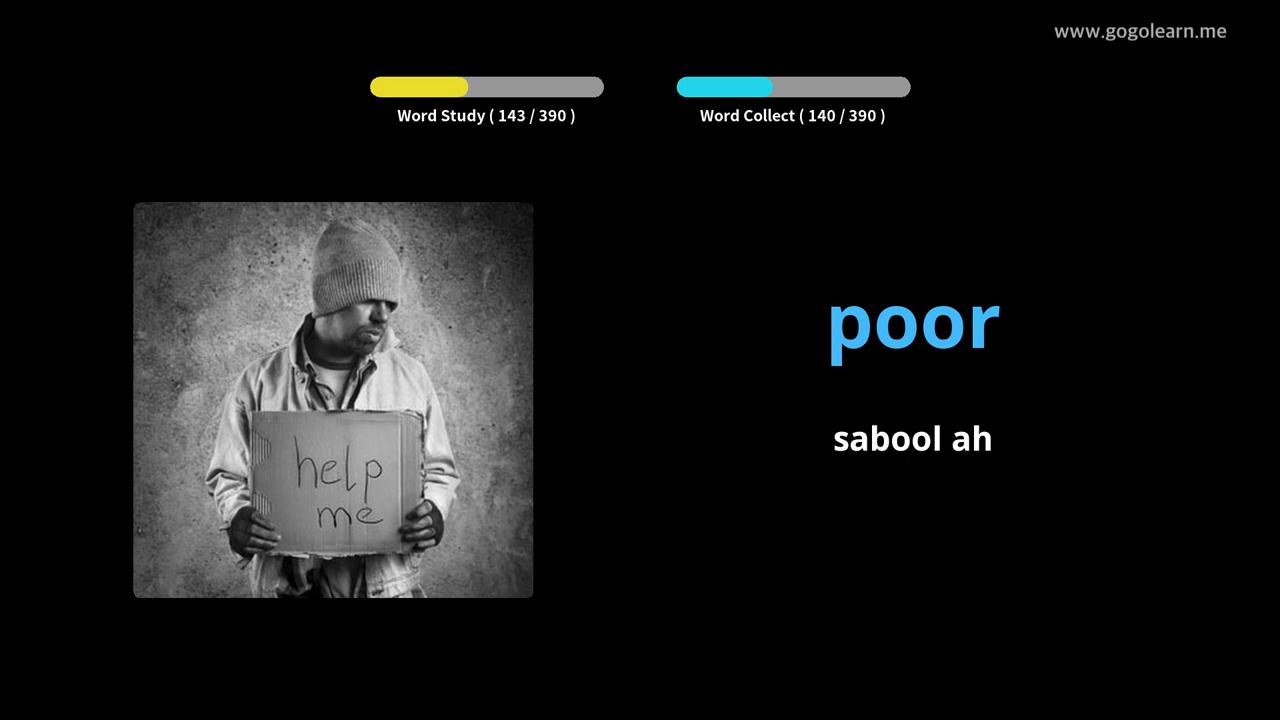 www.gogolearn.me
Word Study ( 143 / 390 )
Word Collect ( 140 / 390 )
help
me
poor
sabool ah